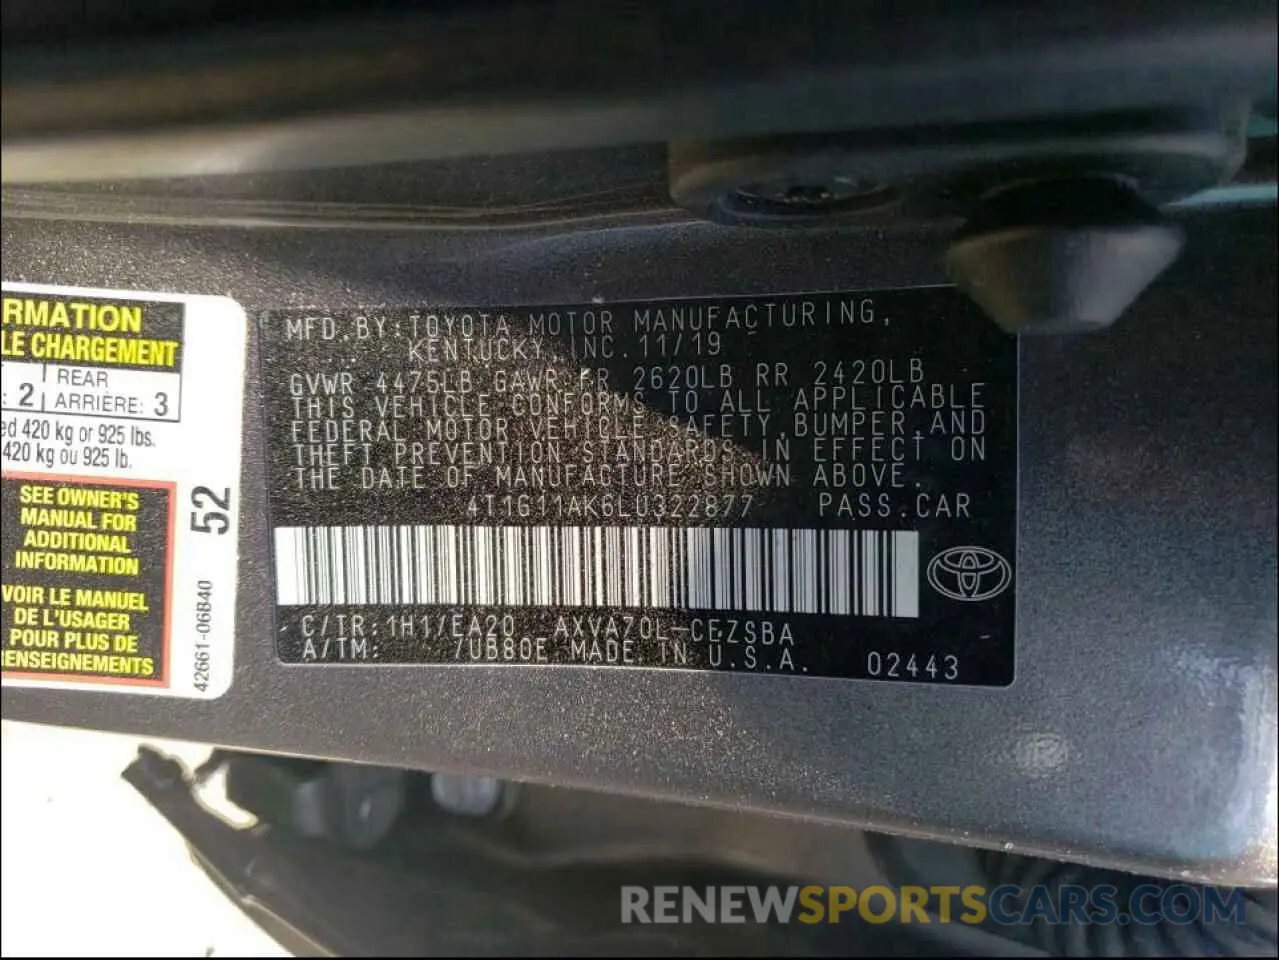 RMATION
LE CHARGEMENT
: 2 REAR
ARRIÈRE: 3
ed 420 kg or 925 lbs.
420 kg ou 925 lb.
SEE OWNER'S
MANUAL FOR
ADDITIONAL
INFORMATION
VOIR LE MANUEL
DE L'USAGER
POUR PLUS DE
RENSEIGNEMENTS
52
42661-06B40
MFD.BY:TOYOTA MOTOR MANUFACTURING,
KENTUCKY,INC.11/19
GVWR 4475LB GAWR FR 2620LB RR 2420LB
THIS VEHICLE CONFORMS TO ALL APPLICABLE
FEDERAL MOTOR VEHICLE SAFETY,BUMPER,AND
THEFT PREVENTION STANDARDS IN EFFECT ON
THE DATE OF MANUFACTURE SHOWN ABOVE.
4T1G11AK6LU322877 PASS.CAR
C/TR:1H1/EA20 AXVA70L-CEZSBA
A/TM: /UB80E MADE IN U.S.A. 02443
RENEWSPORTSCARS.COM